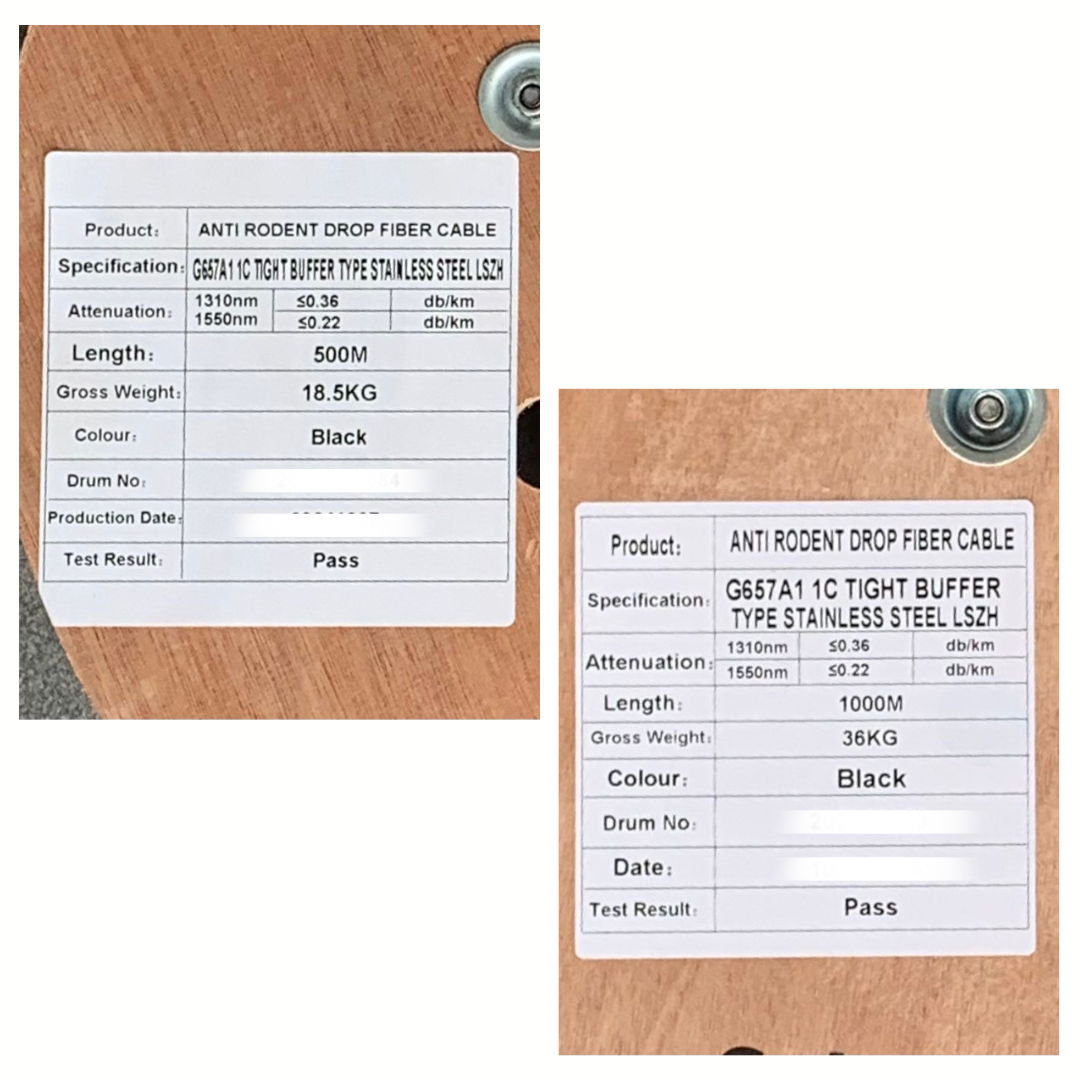 Product: ANTI RODENT DROP FIBER CABLE
Specification: G657A1 1C TIGHT BUFFER TYPE STAINLESS STEEL LSZH
Attenuation: 1310nm ≤0.36 db/km
1550nm ≤0.22 db/km
Length: 500M
Gross Weight: 18.5KG
Colour: Black
Drum No:
Production Date:
Test Result: Pass
Product: ANTI RODENT DROP FIBER CABLE
Specification: G657A1 1C TIGHT BUFFER
TYPE STAINLESS STEEL LSZH
Attenuation: 1310nm ≤0.36 db/km
1550nm ≤0.22 db/km
Length: 1000M
Gross Weight: 36KG
Colour: Black
Drum No:
Date:
Test Result: Pass